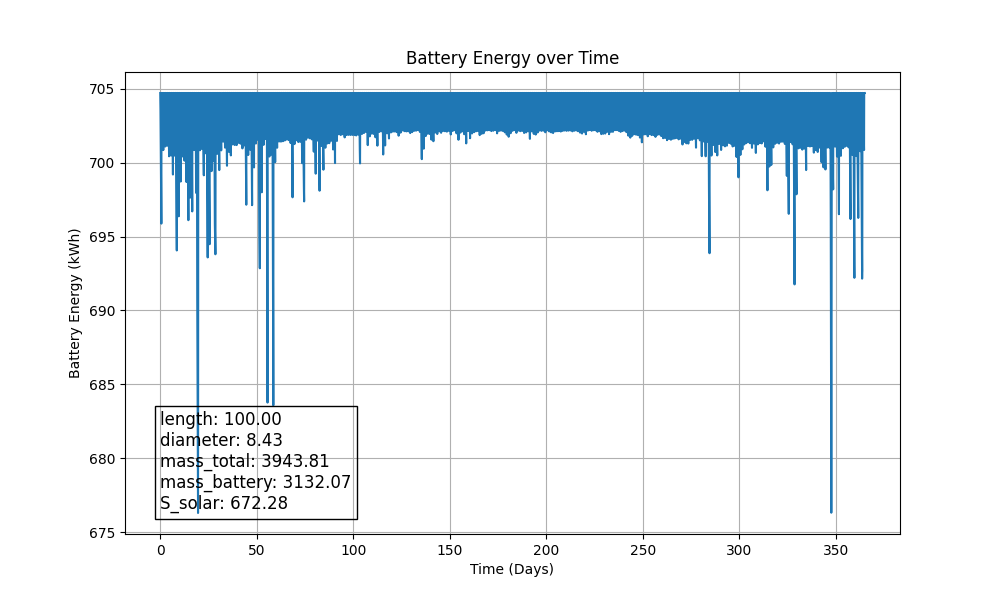 Battery Energy over Time
705
700
695
690
685
680
675
Battery Energy (kWh)
length: 100.00
diameter: 8.43
mass_total: 3943.81
mass_battery: 3132.07
S_solar: 672.28
0 50 100 150 200 250 300 350
Time (Days)